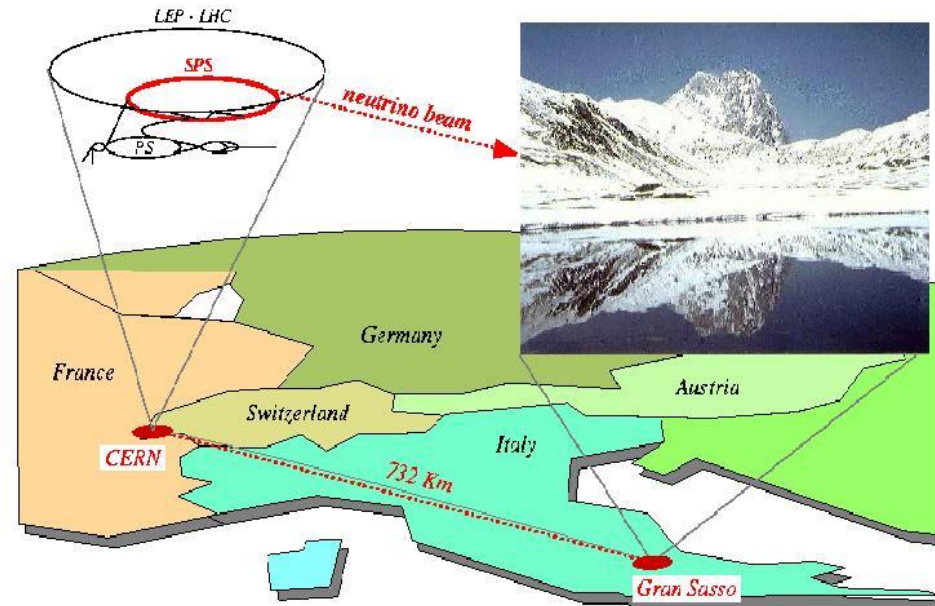 LEP - LHC
SPS
neutrino beam
PS
Germany
France
Austria
Switzerland
Italy
CERN
732 Km
Gran Sasso